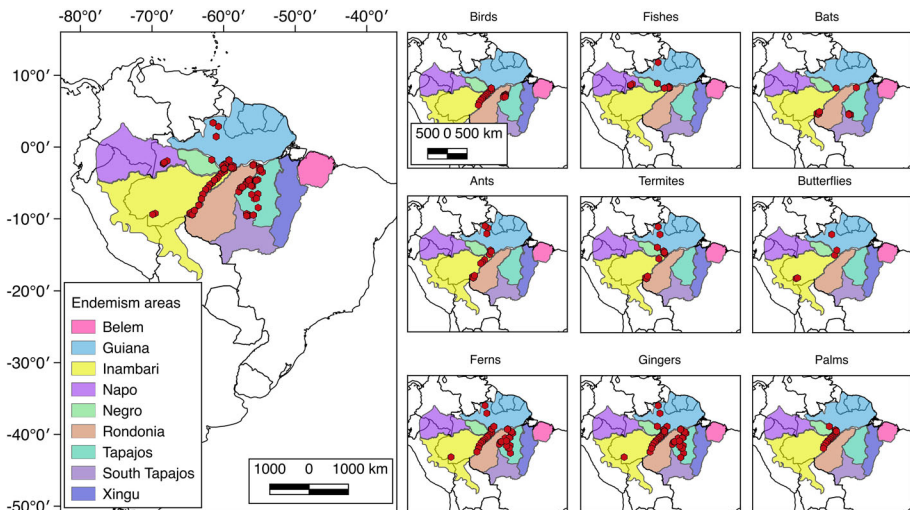 -80°0′ -70°0′ -60°0′ -50°0′ -40°0′
10°0′
0°0′
-10°0′
-20°0′
-30°0′
-40°0′
-50°0′
Endemism areas
Belem
Guiana
Inambari
Napo
Negro
Rondonia
Tapajos
South Tapajos
Xingu
1000 0 1000 km
Birds Fishes Bats
500 0 500 km
Ants Termites Butterflies
Ferns Gingers Palms